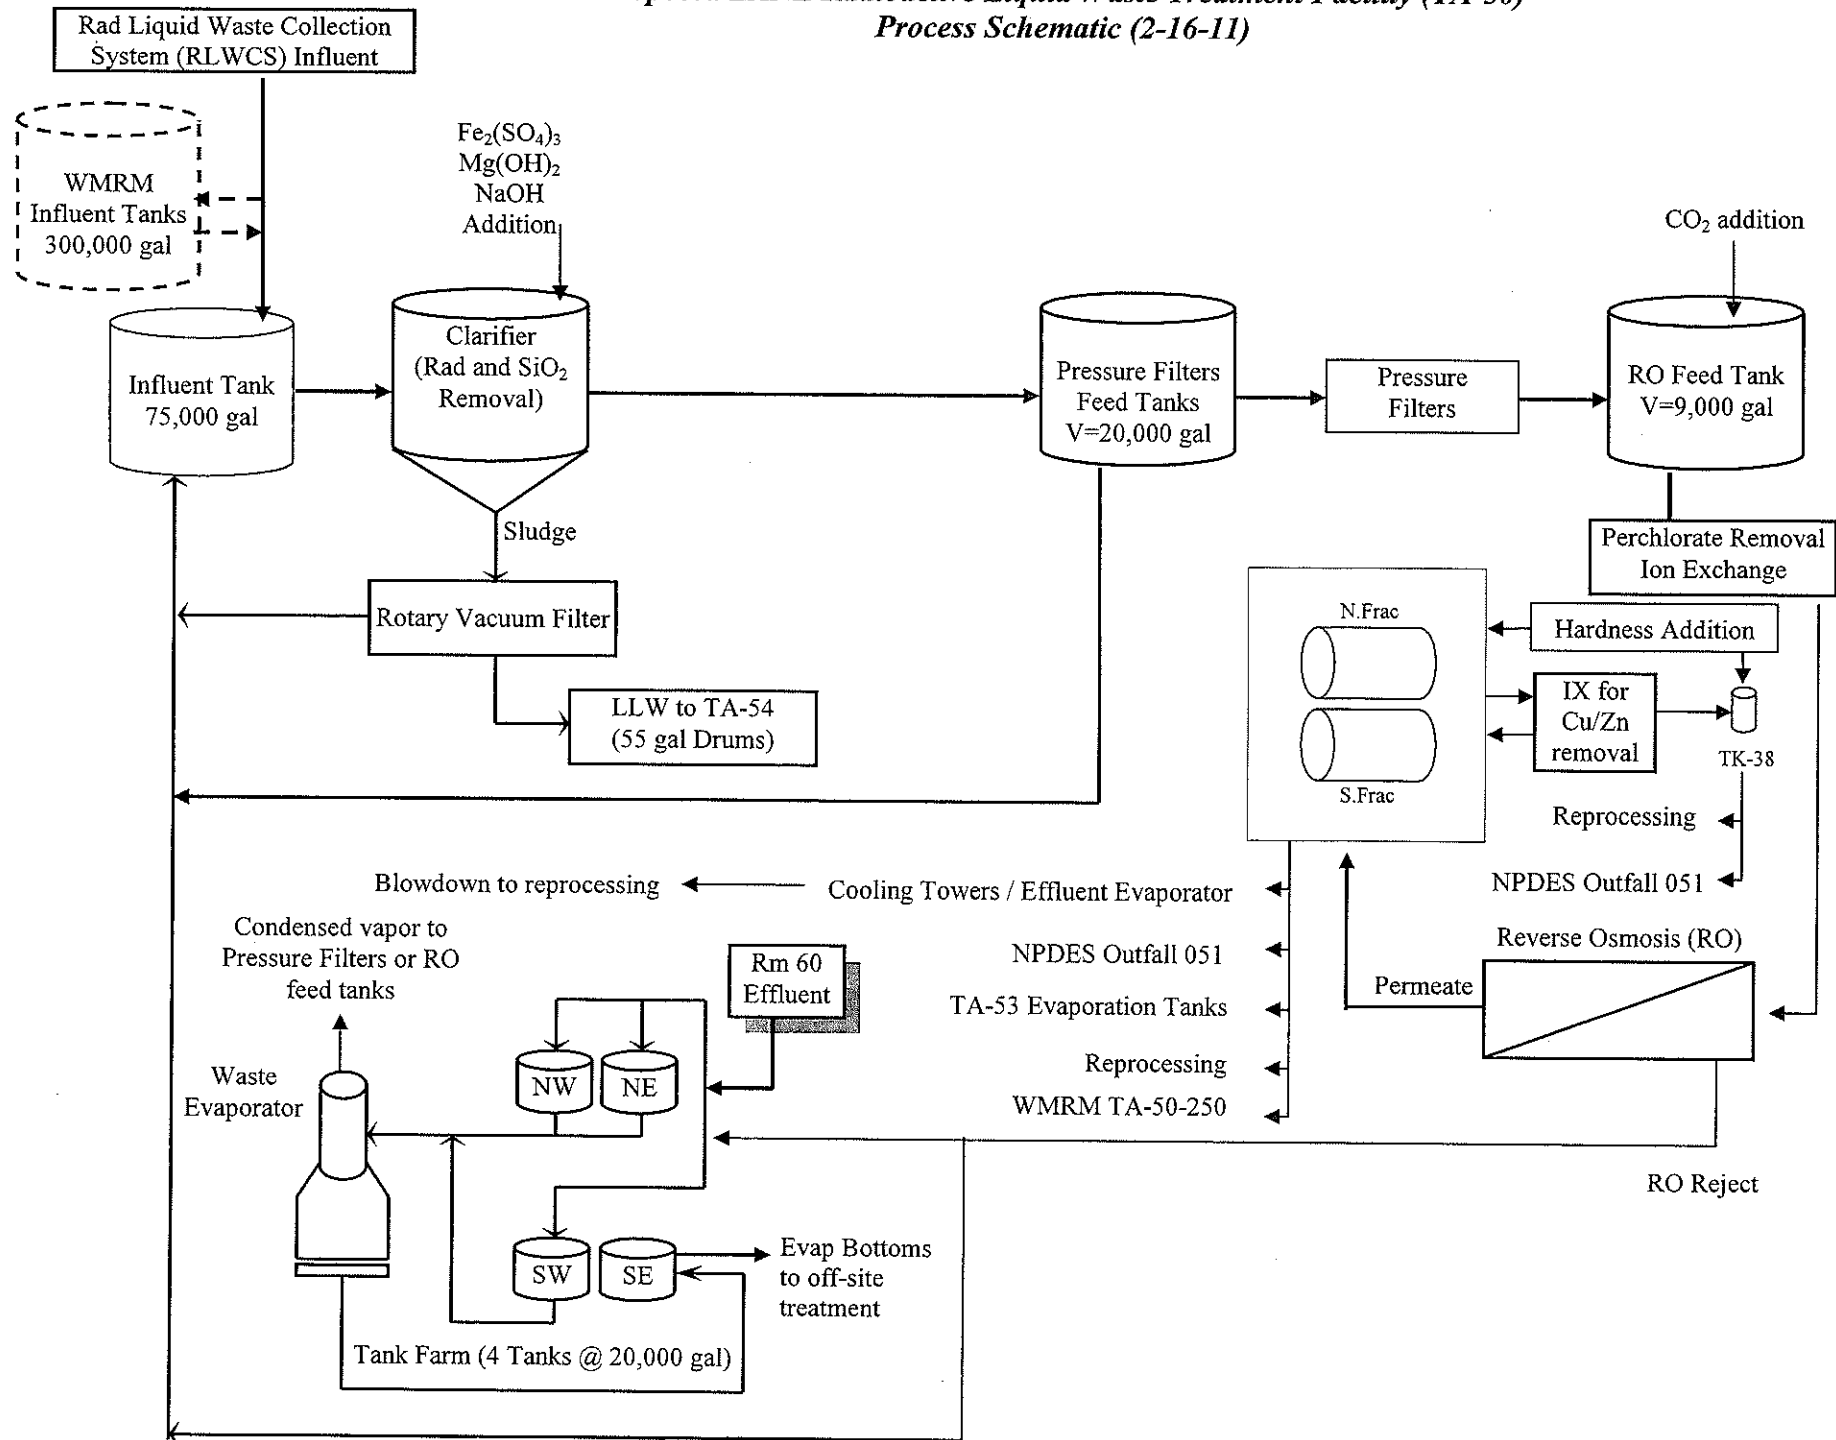 Radioactive Liquid Waste Treatment Facility (TA-50)
Process Schematic (2-16-11)
Rad Liquid Waste Collection
System (RLWCS) Influent
WMRM
Influent Tanks
300,000 gal
Fe₂(SO₄)₃
Mg(OH)₂
NaOH
Addition
CO₂ addition
Influent Tank
75,000 gal
Clarifier
(Rad and SiO₂
Removal)
Pressure Filters
Feed Tanks
V=20,000 gal
Pressure
Filters
RO Feed Tank
V=9,000 gal
Sludge
Perchlorate Removal
Ion Exchange
Rotary Vacuum Filter
N.Frac
Hardness Addition
LLW to TA-54
(55 gal Drums)
IX for
Cu/Zn
removal
TK-38
S.Frac
Reprocessing
NPDES Outfall 051
Blowdown to reprocessing
Cooling Towers / Effluent Evaporator
Condensed vapor to
Pressure Filters or RO
feed tanks
Rm 60
Effluent
NPDES Outfall 051
Reverse Osmosis (RO)
Permeate
TA-53 Evaporation Tanks
Waste
Evaporator
NW
NE
Reprocessing
WMRM TA-50-250
RO Reject
SW
SE
Evap Bottoms
to off-site
treatment
Tank Farm (4 Tanks @ 20,000 gal)